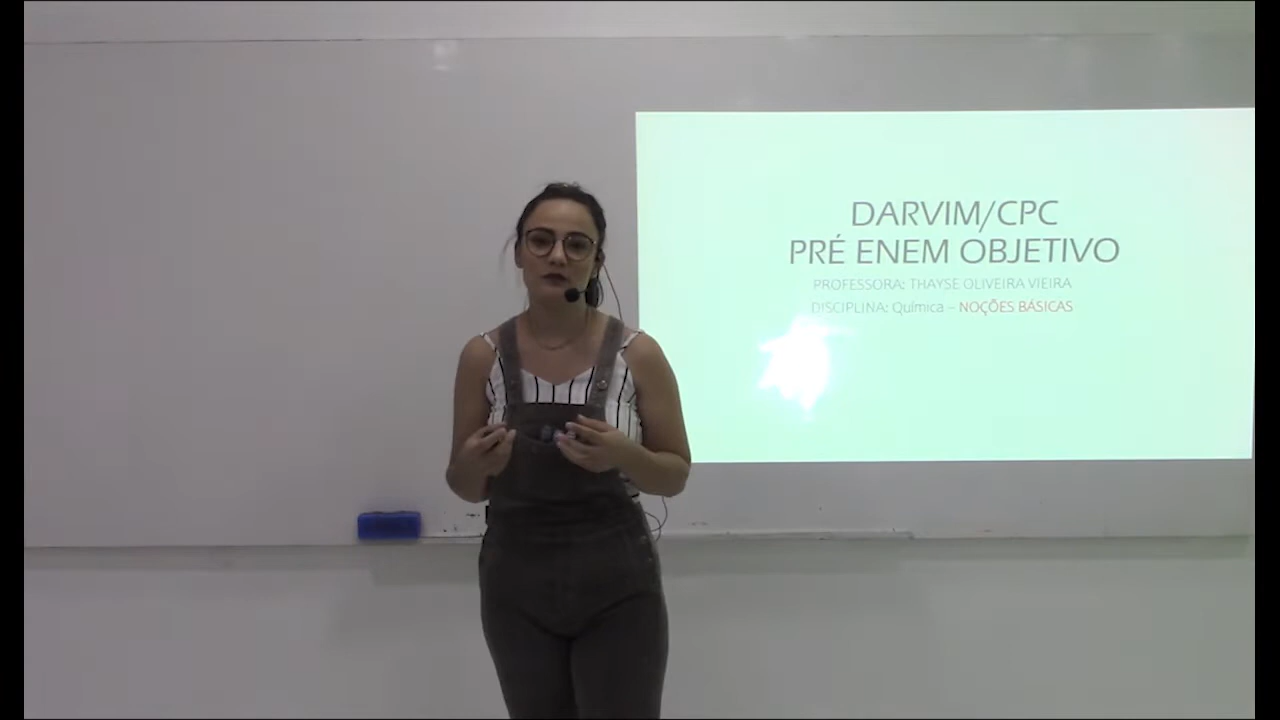 DARVIM/CPC
PRÉ ENEM OBJETIVO
PROFESSORA: THAYSE OLIVEIRA VIEIRA
DISCIPLINA: Química – NOÇÕES BÁSICAS